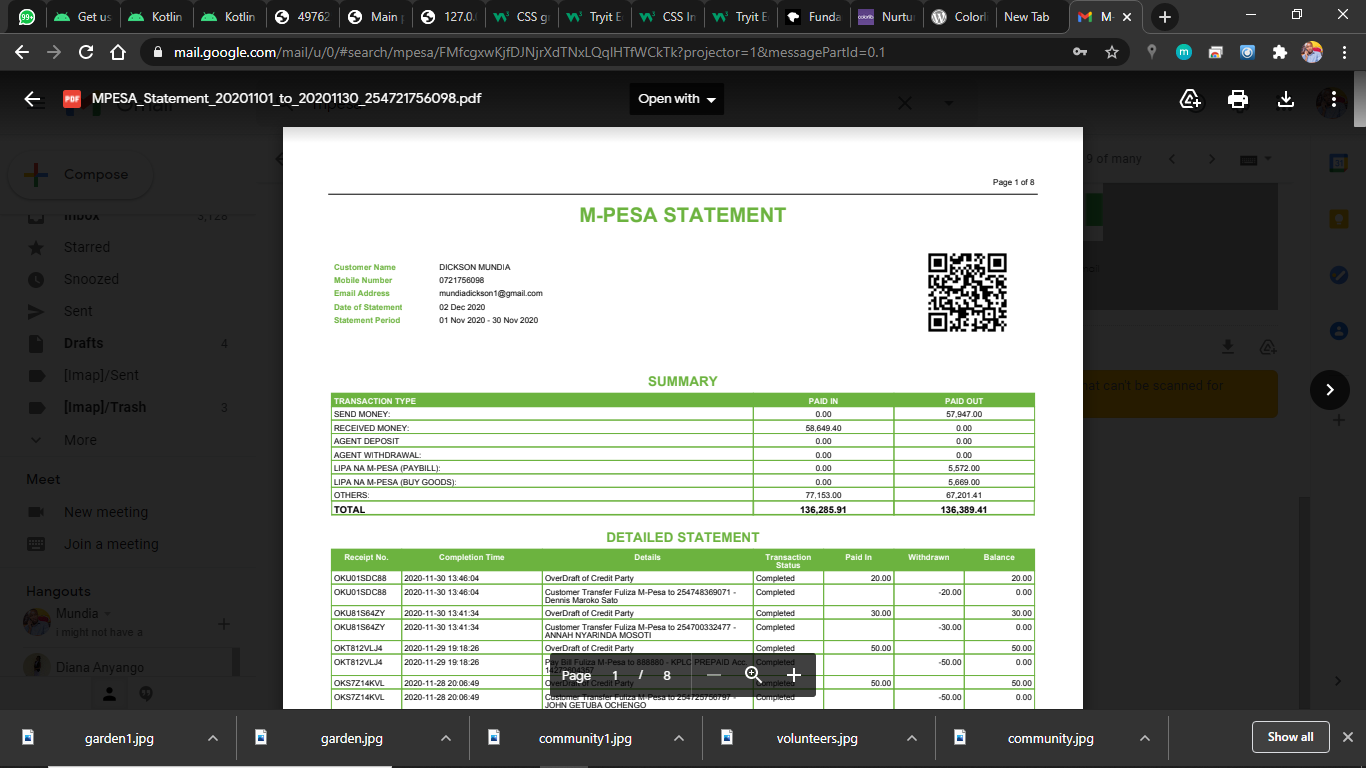 99+
Get us
Kotlin
Kotlin
49762
Main p
127.0.
CSS g
Tryit E
CSS In
Tryit E
Funda
Nurtu
Colorl
New Tab
M-
mail.google.com/mail/u/0/#search/mpesa/FMfcgxwKjfDJNjrXdTNxLQqlHTfWCkTk?projector=1&messagePartId=0.1
PDF MPESA_Statement_20201101_to_20201130_254721756098.pdf
Open with
Compose
9 of many
Inbox 3,128
Starred
Snoozed
Sent
Drafts 4
[Imap]/Sent
[Imap]/Trash 3
More
Meet
New meeting
Join a meeting
Hangouts
Mundia
i might not have a
Diana Anyango
hat can't be scanned for
Page 1 of 8
M-PESA STATEMENT
Customer Name DICKSON MUNDIA
Mobile Number 0721756098
Email Address mundiadickson1@gmail.com
Date of Statement 02 Dec 2020
Statement Period 01 Nov 2020 - 30 Nov 2020
SUMMARY
TRANSACTION TYPE PAID IN PAID OUT
SEND MONEY: 0.00 57,947.00
RECEIVED MONEY: 58,649.40 0.00
AGENT DEPOSIT 0.00 0.00
AGENT WITHDRAWAL: 0.00 0.00
LIPA NA M-PESA (PAYBILL): 0.00 5,572.00
LIPA NA M-PESA (BUY GOODS): 0.00 5,669.00
OTHERS: 77,153.00 67,201.41
TOTAL 136,285.91 136,389.41
DETAILED STATEMENT
Receipt No. Completion Time Details Transaction Status Paid In Withdrawn Balance
OKU01SDC88 2020-11-30 13:46:04 OverDraft of Credit Party Completed 20.00 20.00
OKU01SDC88 2020-11-30 13:46:04 Customer Transfer Fuliza M-Pesa to 254748369071 - Completed -20.00 0.00
Dennis Maroko Sato
OKU81S64ZY 2020-11-30 13:41:34 OverDraft of Credit Party Completed 30.00 30.00
OKU81S64ZY 2020-11-30 13:41:34 Customer Transfer Fuliza M-Pesa to 254700332477 - Completed -30.00 0.00
ANNAH NYARINDA MOSOTI
OKT812VLJ4 2020-11-29 19:18:26 OverDraft of Credit Party Completed 50.00 50.00
OKT812VLJ4 2020-11-29 19:18:26 Pay Bill Fuliza M-Pesa to 888880 - KPLC PREPAID Acc. Completed -50.00 0.00
OKS7Z14KVL 2020-11-28 20:06:49 OverDraft of Credit Party Completed 50.00 50.00
OKS7Z14KVL 2020-11-28 20:06:49 Customer Transfer Fuliza M-Pesa to 254725756797 - Completed -50.00 0.00
JOHN GETUBA OCHENGO
Page 1 / 8
garden1.jpg
garden.jpg
community1.jpg
volunteers.jpg
community.jpg
Show all